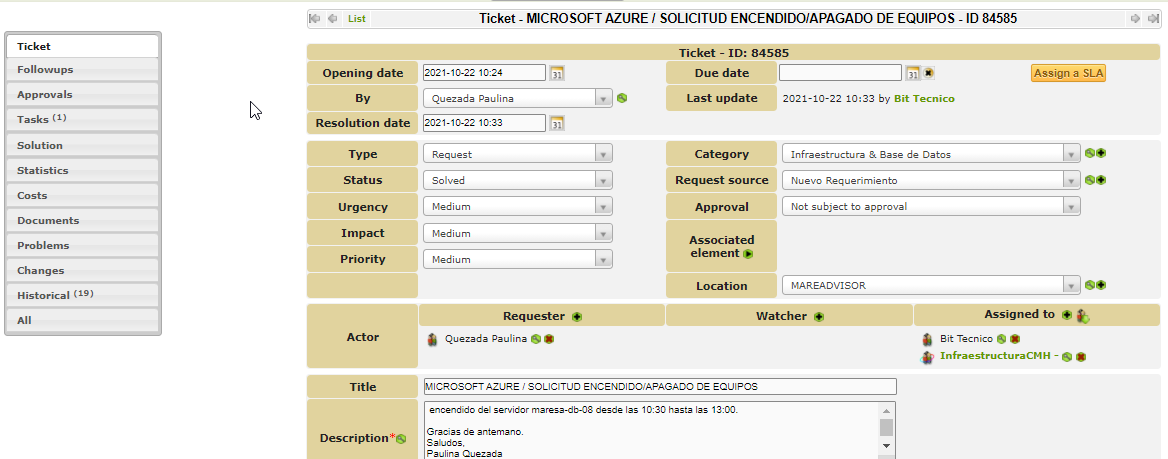 List
Ticket - MICROSOFT AZURE / SOLICITUD ENCENDIDO/APAGADO DE EQUIPOS - ID 84585
Ticket
Followups
Approvals
Tasks (1)
Solution
Statistics
Costs
Documents
Problems
Changes
Historical (19)
All
Ticket - ID: 84585
Opening date 2021-10-22 10:24 31 Due date 31 Assign a SLA
By Quezada Paulina Last update 2021-10-22 10:33 by Bit Tecnico
Resolution date 2021-10-22 10:33 31
Type Request Category Infraestructura & Base de Datos
Status Solved Request source Nuevo Requerimiento
Urgency Medium Approval Not subject to approval
Impact Medium Associated
element
Priority Medium
Location MAREADVISOR
Actor Requester Watcher Assigned to
Quezada Paulina Bit Tecnico
InfraestructuraCMH -
Title MICROSOFT AZURE / SOLICITUD ENCENDIDO/APAGADO DE EQUIPOS
Description*
encendido del servidor maresa-db-08 desde las 10:30 hasta las 13:00.
Gracias de antemano.
Saludos,
Paulina Quezada